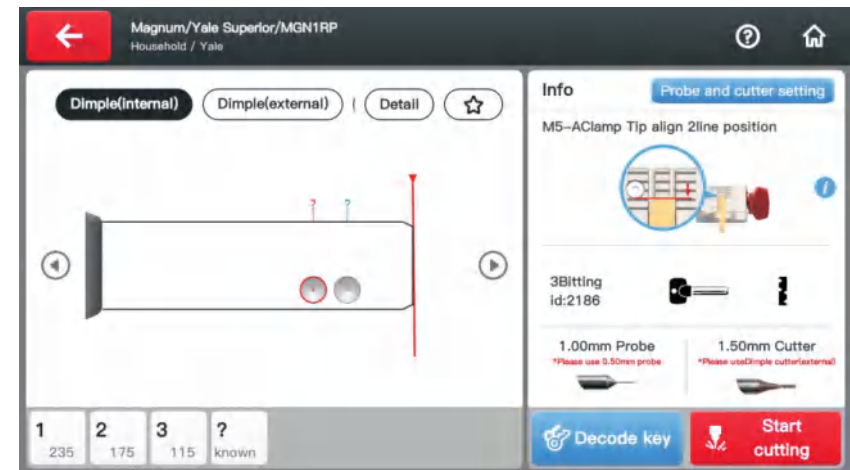 Magnum/Yale Superior/MGN1RP
Household / Yale
Dimple(internal)
Dimple(external)
Detail
? ?
1 235
2 175
3 115
? known
Info
Probe and cutter setting
M5-AClamp Tip align 2line position
3Bitting
id:2186
1.00mm Probe
*Please use 0.50mm probe
1.50mm Cutter
*Please useDimple cutter(external)
Decode key
Start
cutting